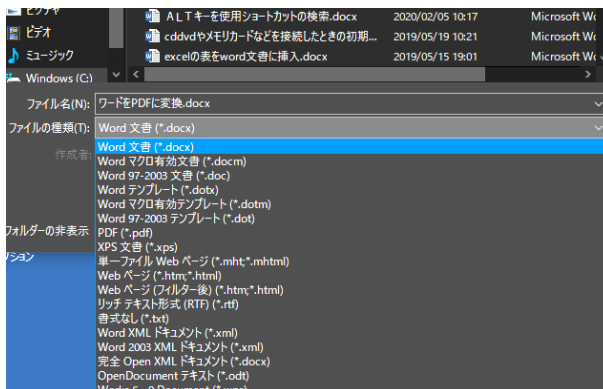 ピクチャ
ALTキーを使用ショートカットの検索.docx 2020/02/05 10:17 Microsoft Wc
ビデオ
cddvdやメモリカードなどを接続したときの初期... 2019/05/19 10:21 Microsoft Wc
ミュージック
excelの表をword文書に挿入.docx 2019/05/15 19:01 Microsoft Wc
Windows (C:)
ファイル名(N): ワードをPDFに変換.docx
ファイルの種類(T): Word 文書 (*.docx)
作成者:
Word 文書 (*.docx)
Word マクロ有効文書 (*.docm)
Word 97-2003 文書 (*.doc)
Word テンプレート (*.dotx)
Word マクロ有効テンプレート (*.dotm)
Word 97-2003 テンプレート (*.dot)
フォルダーの非表示
PDF (*.pdf)
XPS 文書 (*.xps)
プション
単一ファイル Web ページ (*.mht;*.mhtml)
Web ページ (*.htm;*.html)
Web ページ (フィルター後) (*.htm;*.html)
リッチ テキスト形式 (RTF) (*.rtf)
書式なし (*.txt)
Word XML ドキュメント (*.xml)
Word 2003 XML ドキュメント (*.xml)
完全 Open XML ドキュメント (*.docx)
OpenDocument テキスト (*.odt)
Works 6 - 9 Document (*.wps)